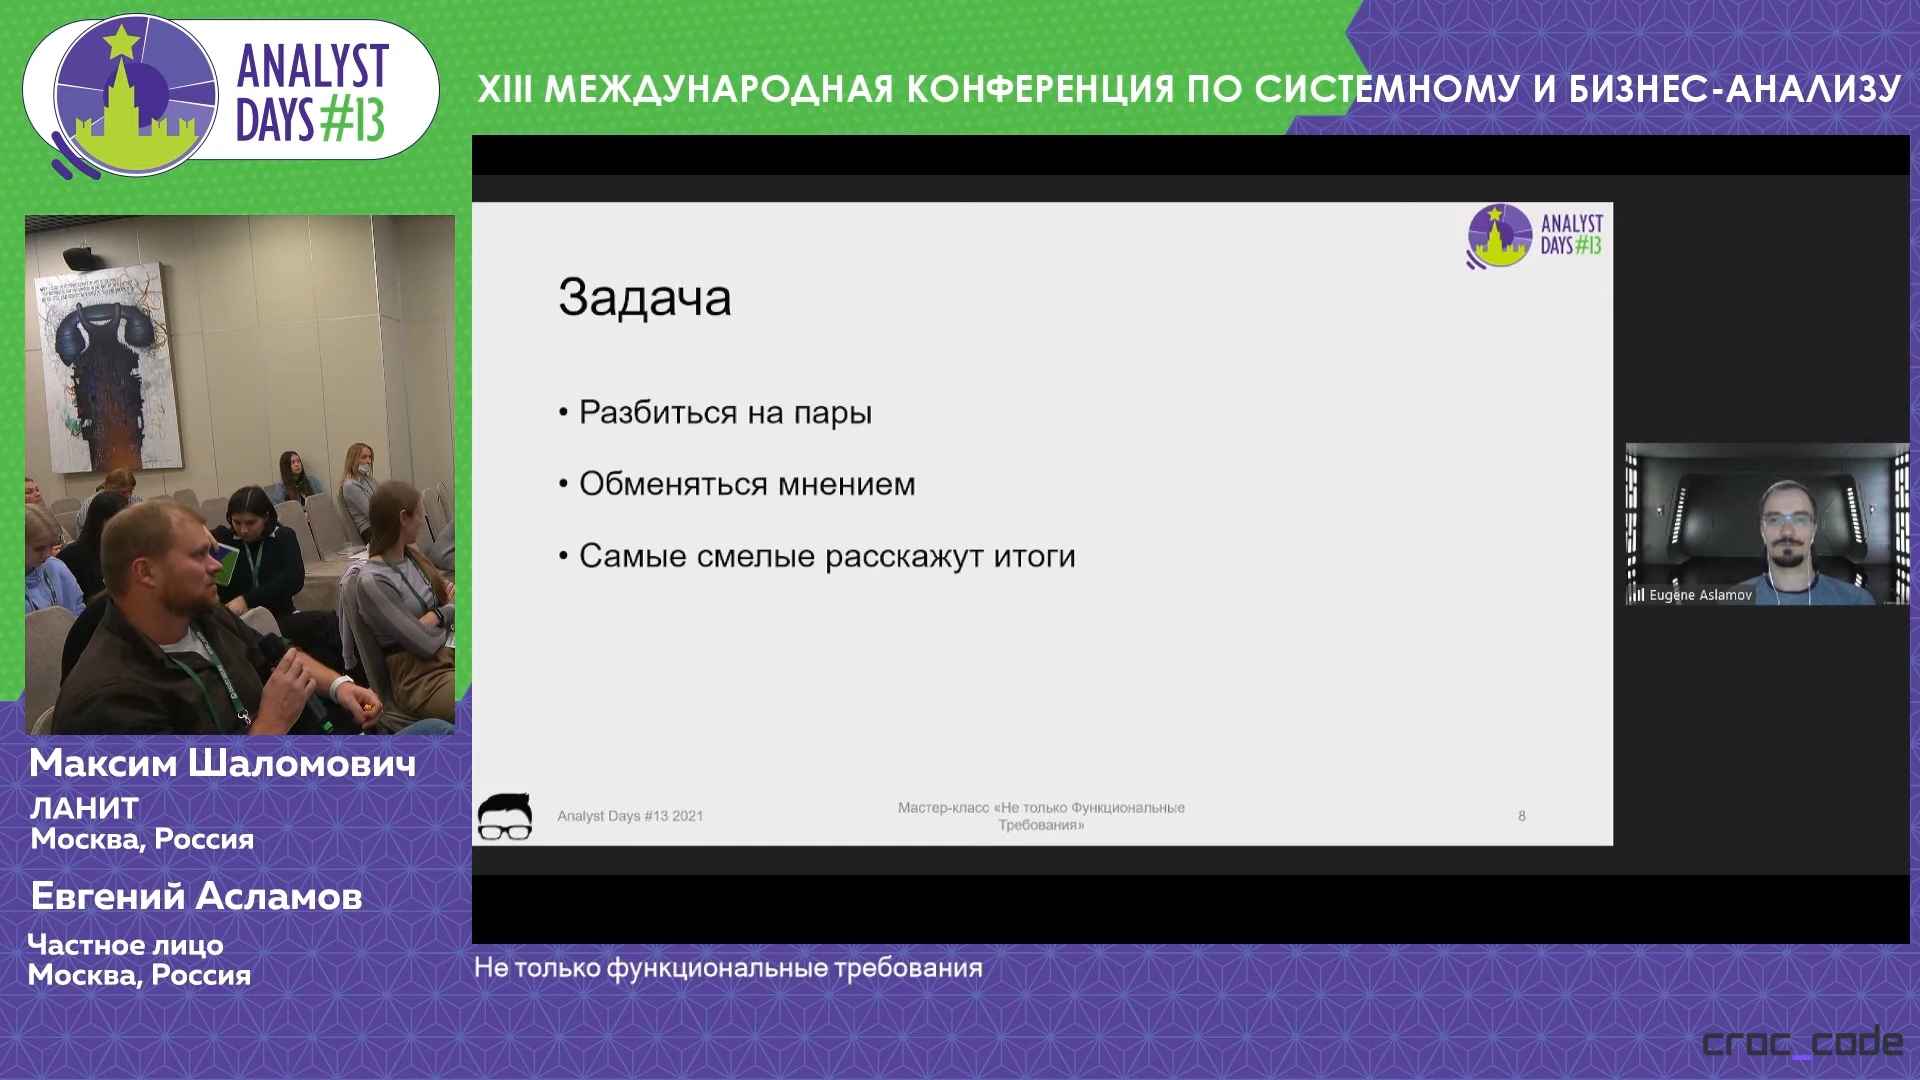 ANALYST
DAYS #13
XIII МЕЖДУНАРОДНАЯ КОНФЕРЕНЦИЯ ПО СИСТЕМНОМУ И БИЗНЕС-АНАЛИЗУ
ANALYST
DAYS #13
Задача
• Разбиться на пары
• Обменяться мнением
• Самые смелые расскажут итоги
Analyst Days #13 2021
Мастер-класс «Не только Функциональные
Требования»
8
Eugene Aslamov
Максим Шаломович
ЛАНИТ
Москва, Россия
Евгений Асламов
Частное лицо
Москва, Россия
Не только функциональные требования
croc_code